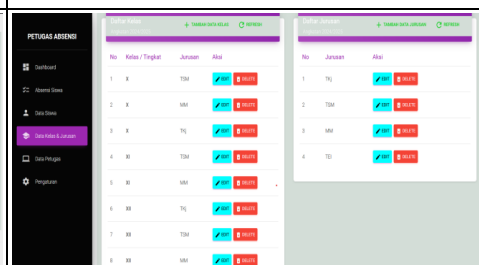 PETUGAS ABSENSI
Dashboard
Absensi Siswa
Data Siswa
Data Kelas & Jurusan
Data Petugas
Pengaturan
Daftar Kelas
+ TAMBAH DATA KELAS
REFRESH
No Kelas / Tingkat Jurusan Aksi
1 X TSM EDIT DELETE
2 X MM EDIT DELETE
3 X TKJ EDIT DELETE
4 XI TSM EDIT DELETE
5 XI MM EDIT DELETE
6 XII TKJ EDIT DELETE
7 XII TSM EDIT DELETE
8 XII MM EDIT DELETE
Daftar Jurusan
+ TAMBAH DATA JURUSAN
REFRESH
No Jurusan Aksi
1 TKJ EDIT DELETE
2 TSM EDIT DELETE
3 MM EDIT DELETE
4 TEI EDIT DELETE